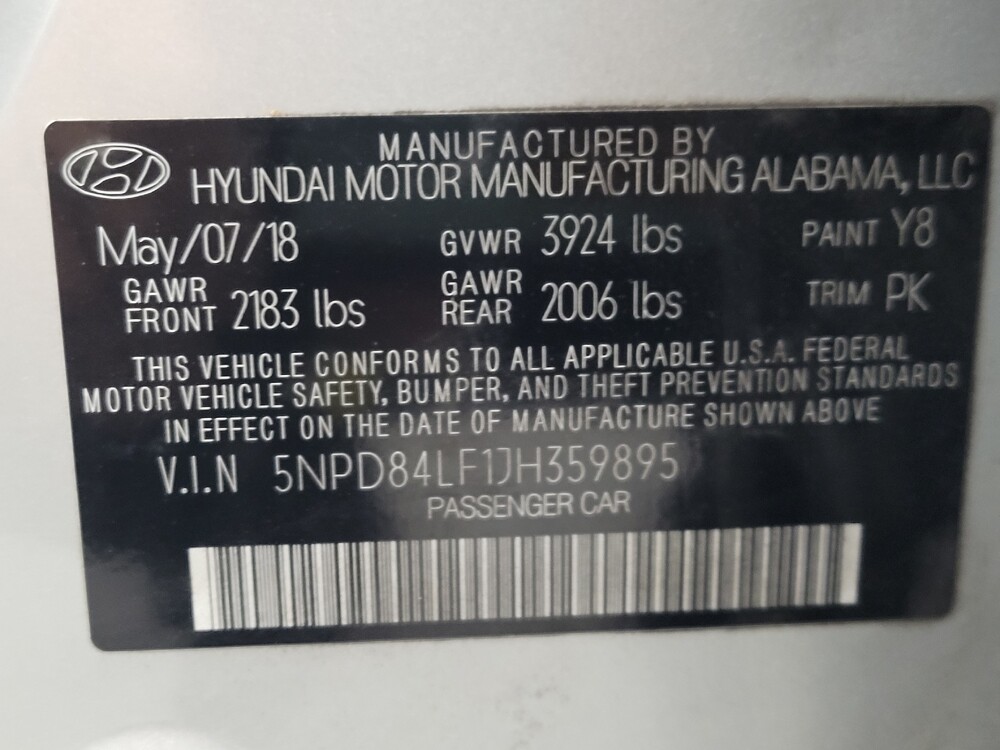 MANUFACTURED BY
HYUNDAI MOTOR MANUFACTURING ALABAMA, LLC
May/07/18 GVWR 3924 lbs PAINT Y8
GAWR FRONT 2183 lbs GAWR REAR 2006 lbs TRIM PK
THIS VEHICLE CONFORMS TO ALL APPLICABLE U.S.A. FEDERAL
MOTOR VEHICLE SAFETY, BUMPER, AND THEFT PREVENTION STANDARDS
IN EFFECT ON THE DATE OF MANUFACTURE SHOWN ABOVE
V.I.N 5NPD84LF1JH359895
PASSENGER CAR